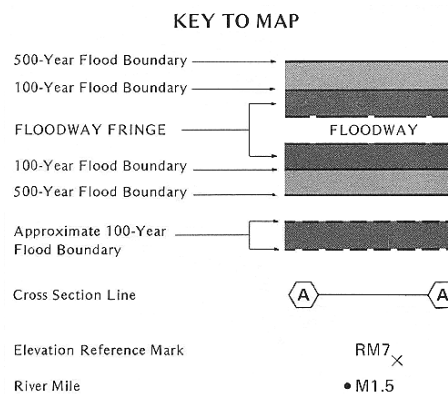 KEY TO MAP
500-Year Flood Boundary
100-Year Flood Boundary
FLOODWAY FRINGE
FLOODWAY
100-Year Flood Boundary
500-Year Flood Boundary
Approximate 100-Year
Flood Boundary
Cross Section Line
A A
Elevation Reference Mark
RM7
River Mile
M1.5